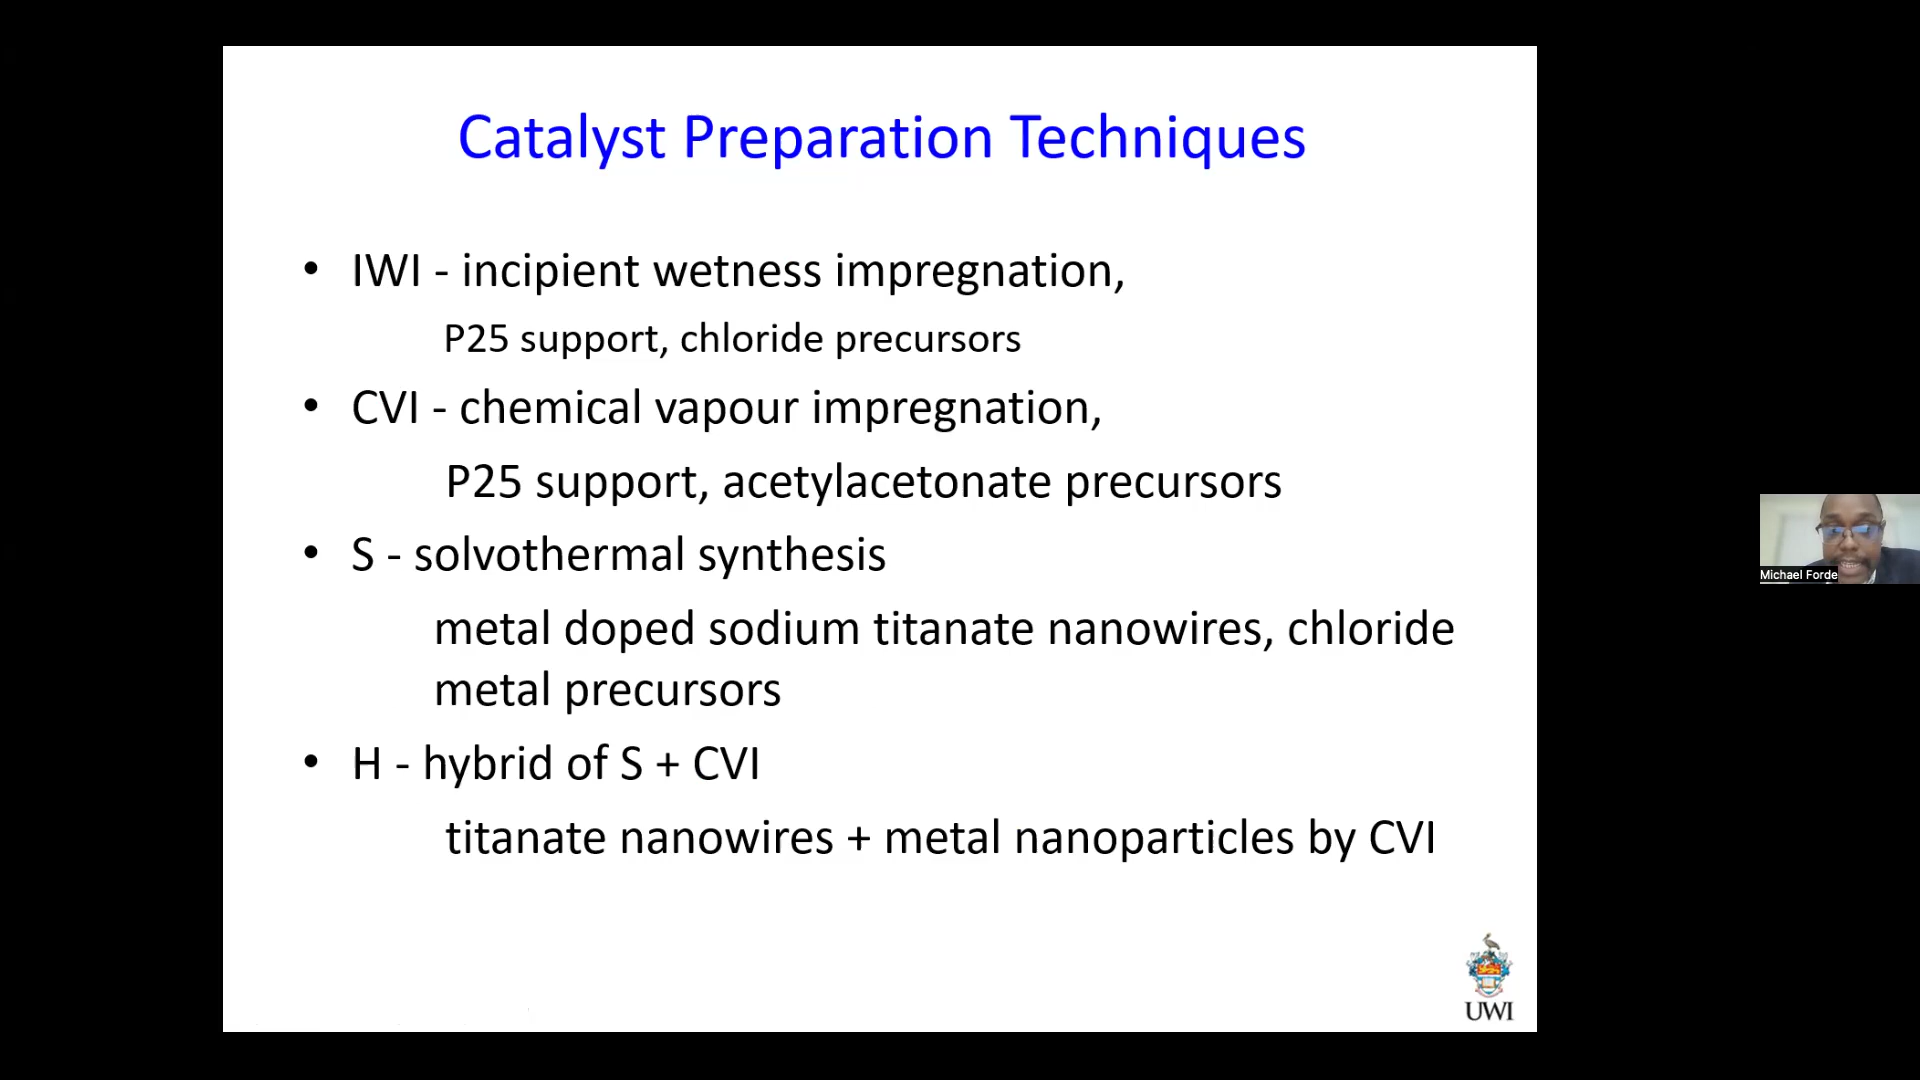 Catalyst Preparation Techniques
• IWI - incipient wetness impregnation,
P25 support, chloride precursors
• CVI - chemical vapour impregnation,
P25 support, acetylacetonate precursors
• S - solvothermal synthesis
metal doped sodium titanate nanowires, chloride
metal precursors
• H - hybrid of S + CVI
titanate nanowires + metal nanoparticles by CVI
UWI
Michael Forde